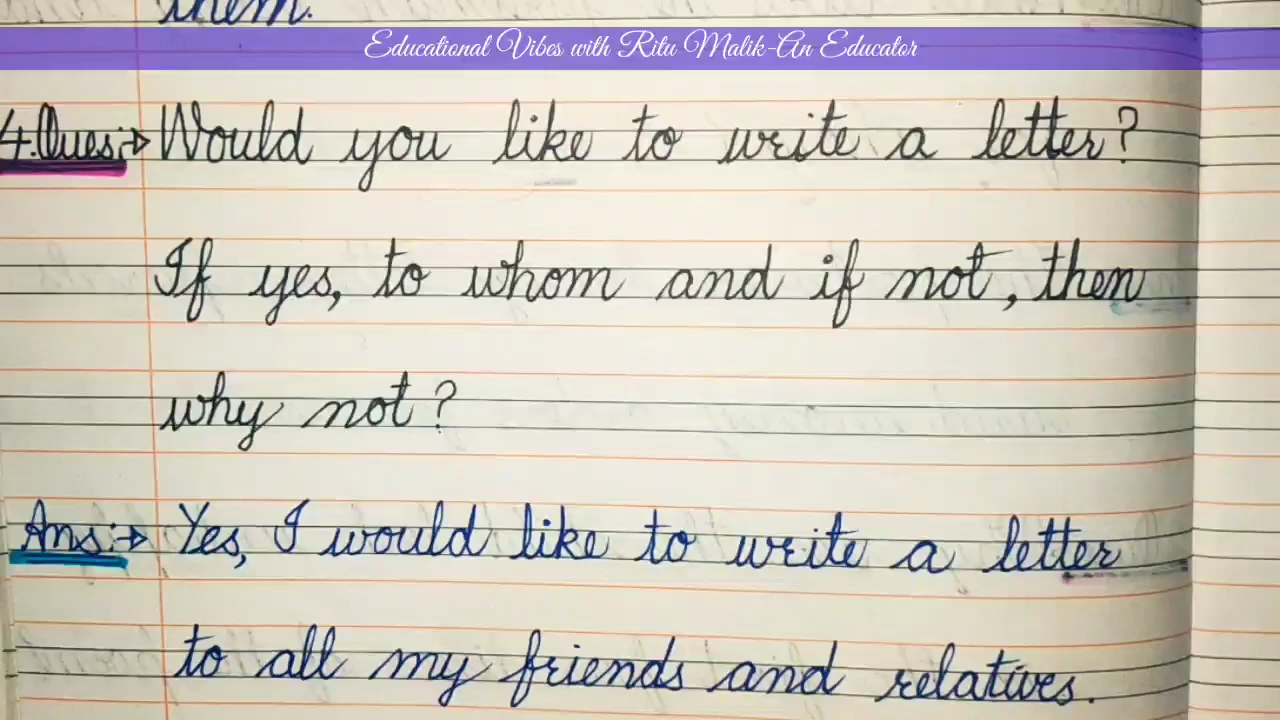 them.
Educational Vibes with Ritu Malik-An Educator
4.Ques:→ Would you like to write a letter?
If yes, to whom and if not, then
why not?
Ans:→ Yes, I would like to write a letter
to all my friends and relatives.